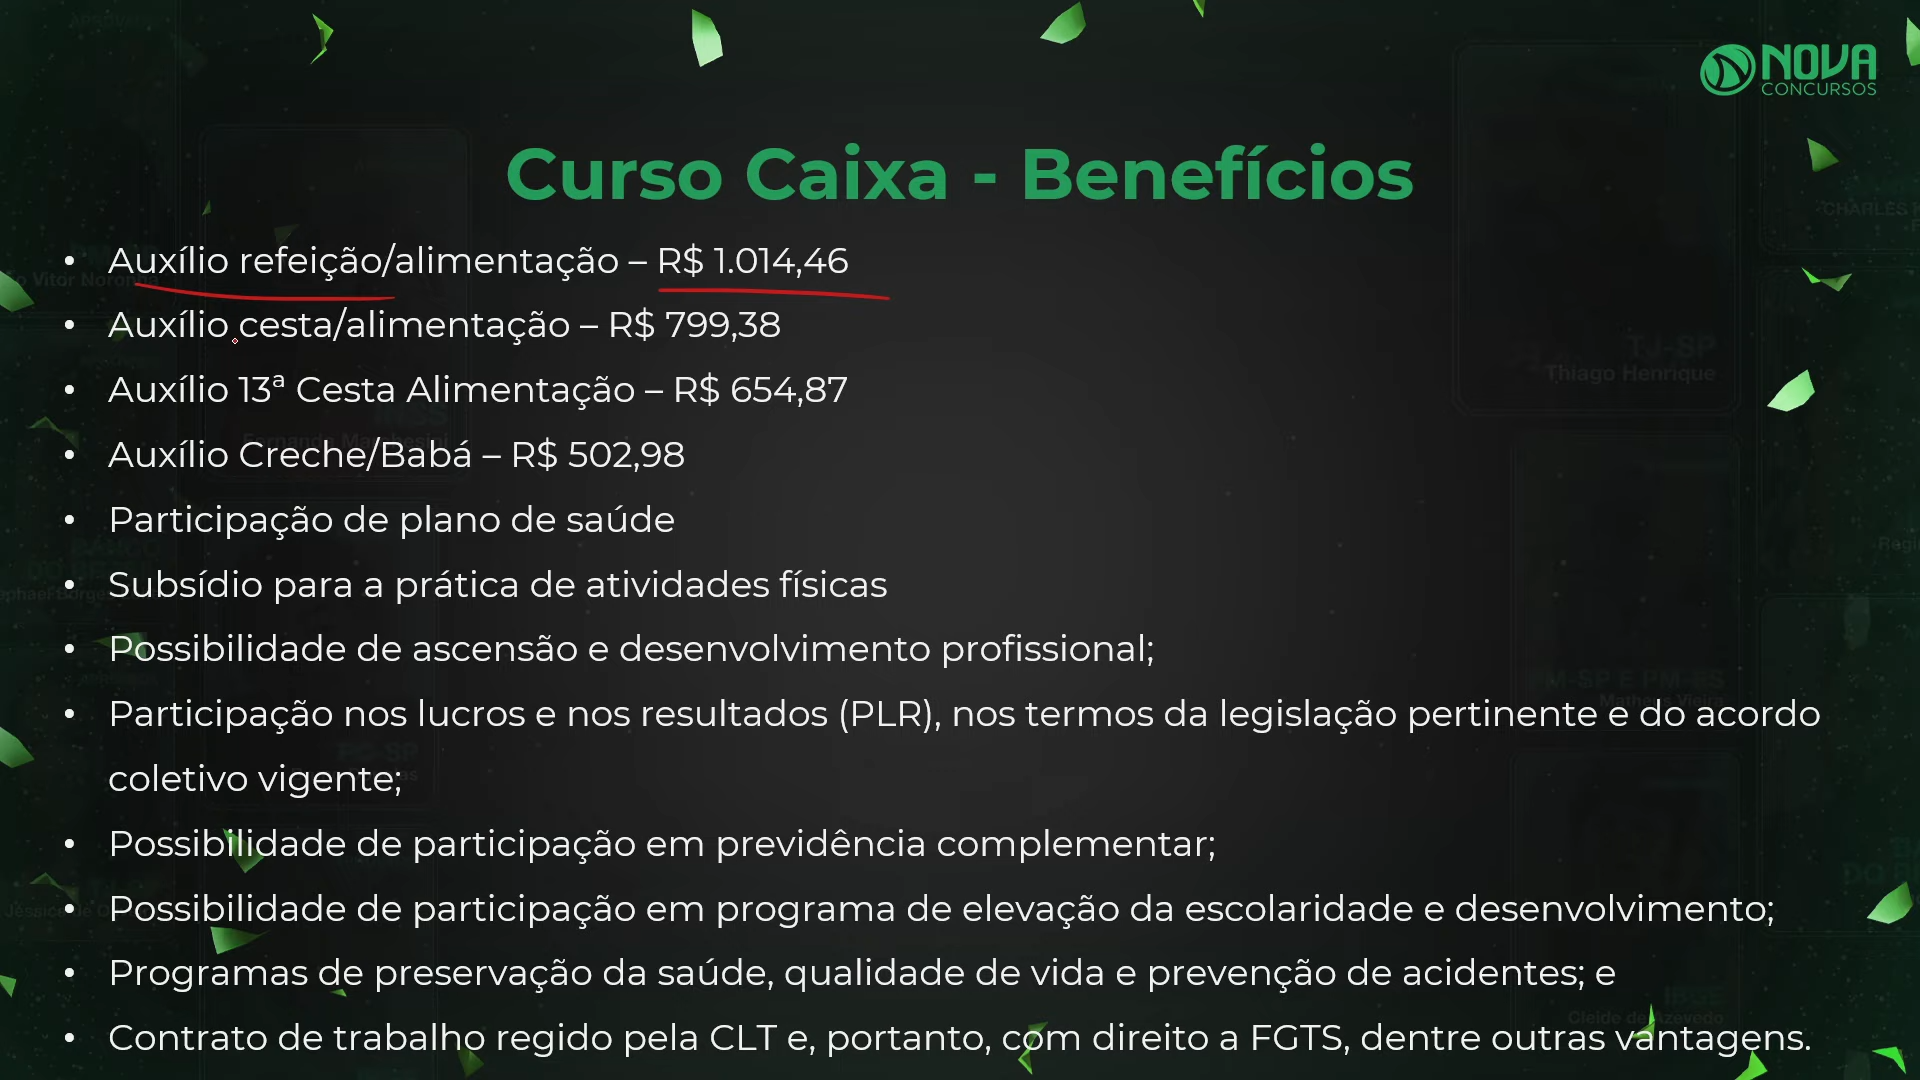 NOVA
CONCURSOS
Curso Caixa - Benefícios
• Auxílio refeição/alimentação – R$ 1.014,46
• Auxílio cesta/alimentação – R$ 799,38
• Auxílio 13ª Cesta Alimentação – R$ 654,87
• Auxílio Creche/Babá – R$ 502,98
• Participação de plano de saúde
• Subsídio para a prática de atividades físicas
• Possibilidade de ascensão e desenvolvimento profissional;
• Participação nos lucros e nos resultados (PLR), nos termos da legislação pertinente e do acordo
coletivo vigente;
• Possibilidade de participação em previdência complementar;
• Possibilidade de participação em programa de elevação da escolaridade e desenvolvimento;
• Programas de preservação da saúde, qualidade de vida e prevenção de acidentes; e
• Contrato de trabalho regido pela CLT e, portanto, com direito a FGTS, dentre outras vantagens.
TJ-SP
Thiago Henrique